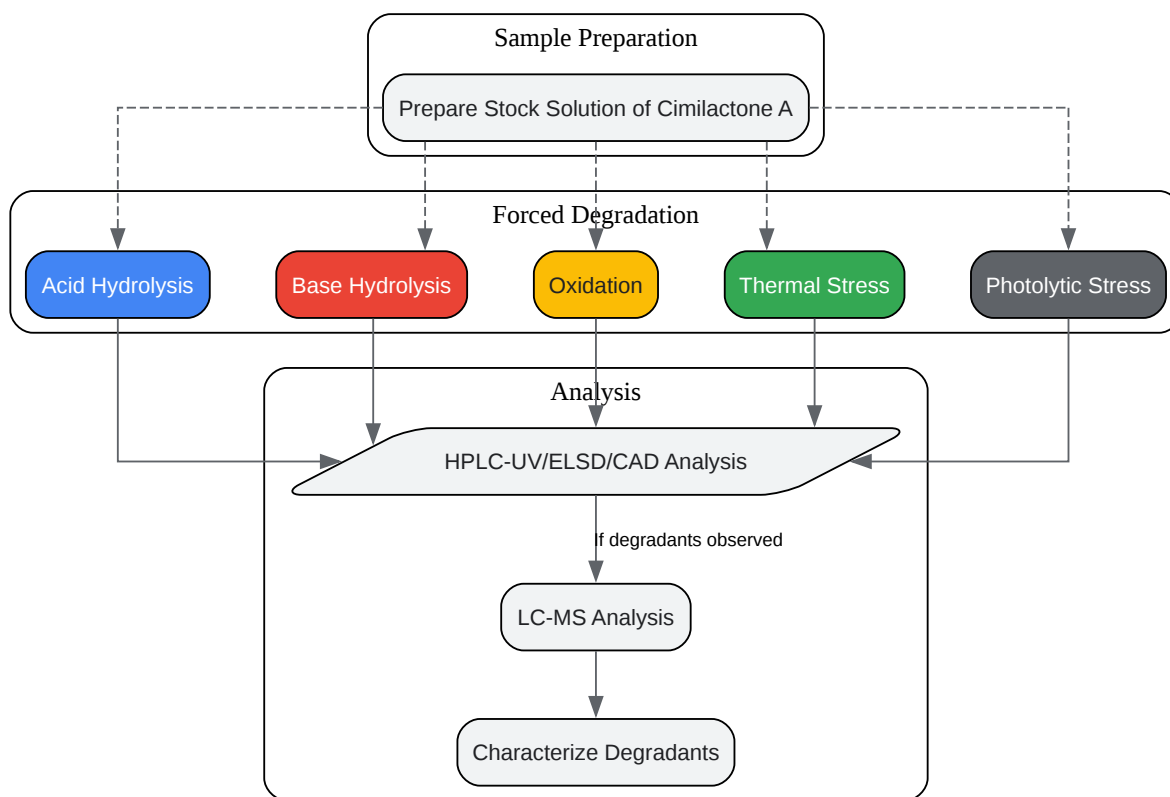 Sample Preparation
Prepare Stock Solution of Cimilactone A
Forced Degradation
Acid Hydrolysis
Base Hydrolysis
Oxidation
Thermal Stress
Photolytic Stress
Analysis
HPLC-UV/ELSD/CAD Analysis
If degradants observed
LC-MS Analysis
Characterize Degradants